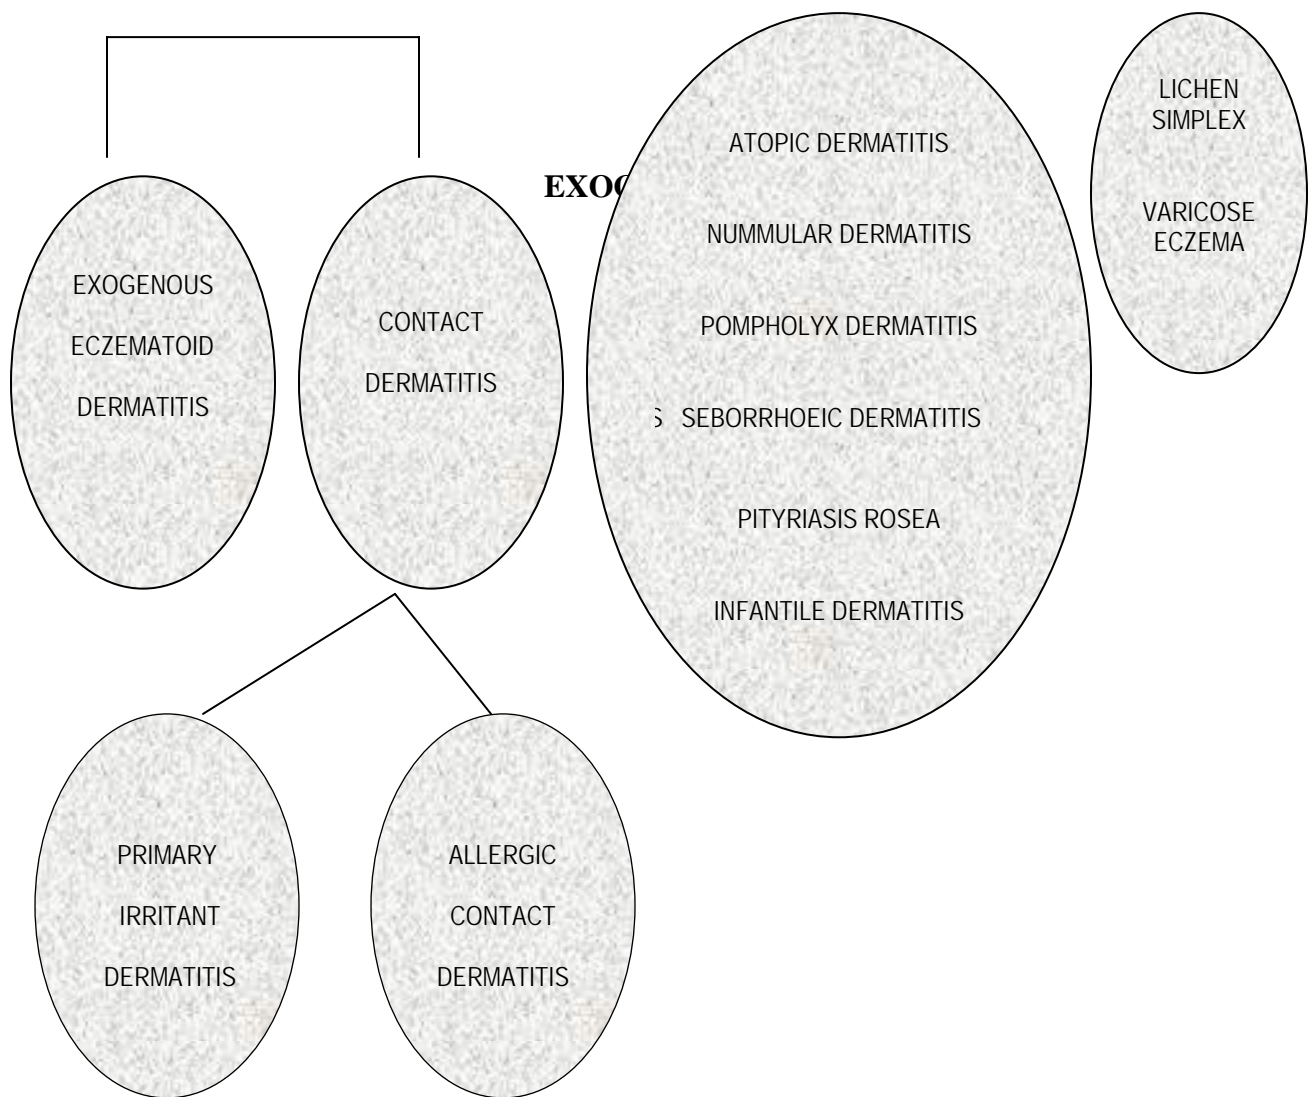 LICHEN
SIMPLEX
VARICOSE
ECZEMA
ATOPIC DERMATITIS
NUMMULAR DERMATITIS
POMPHOLYX DERMATITIS
SEBORRHOEIC DERMATITIS
PITYRIASIS ROSEA
INFANTILE DERMATITIS
EXOGENOUS
ECZEMATOID
DERMATITIS
CONTACT
DERMATITIS
PRIMARY
IRRITANT
DERMATITIS
ALLERGIC
CONTACT
DERMATITIS